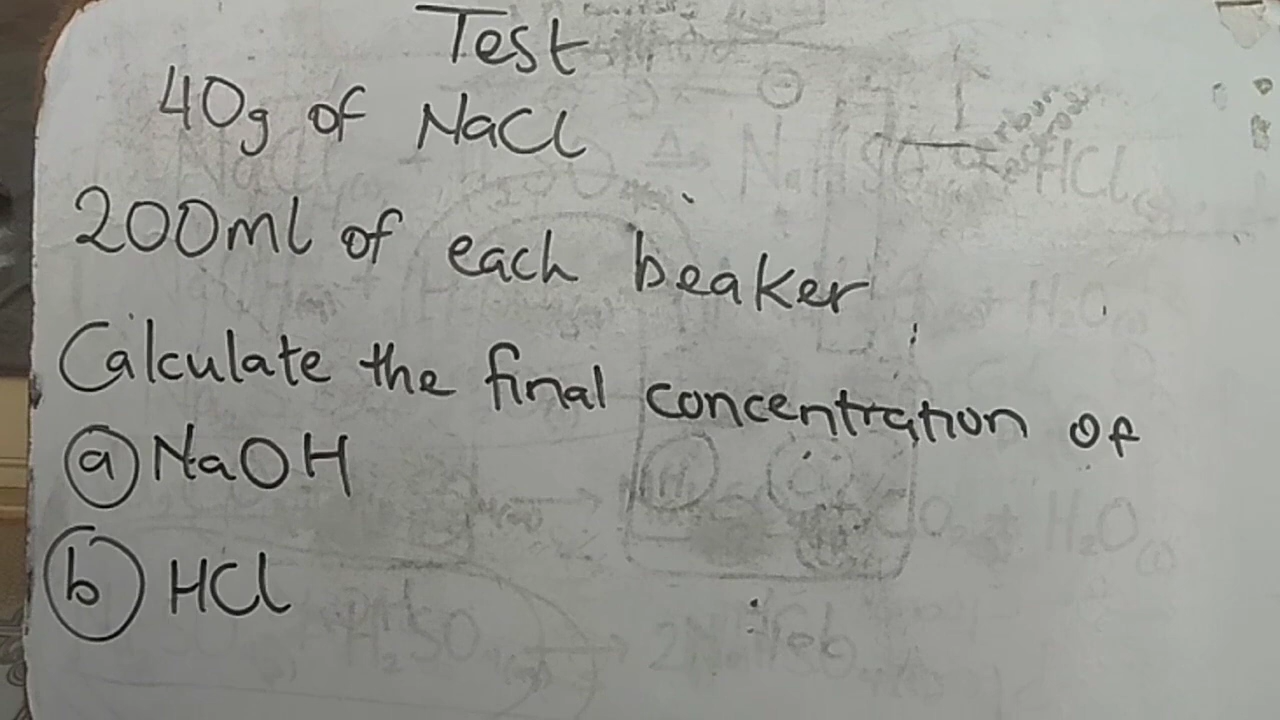 Test
40g of NaCl
200ml of each beaker
Calculate the final concentration of
(a) NaOH
(b) HCl